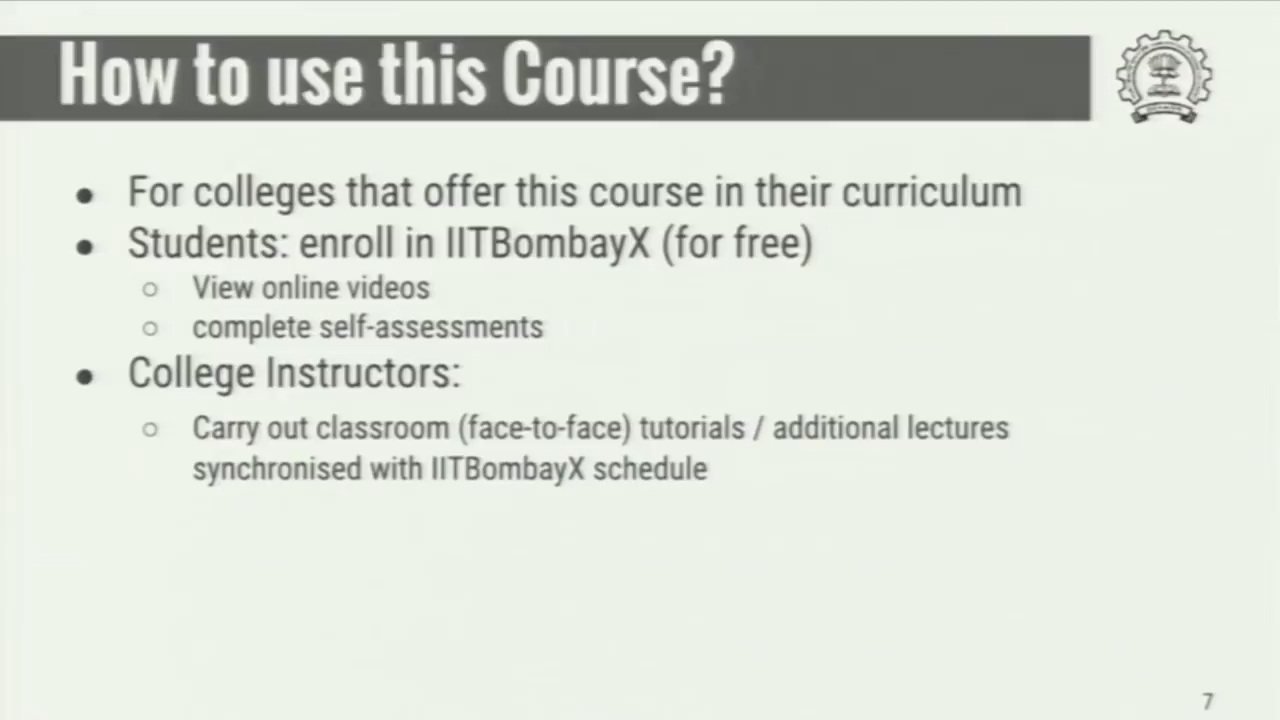 How to use this Course?
● For colleges that offer this course in their curriculum
● Students: enroll in IITBombayX (for free)
○ View online videos
○ complete self-assessments
● College Instructors:
○ Carry out classroom (face-to-face) tutorials / additional lectures
synchronised with IITBombayX schedule
7